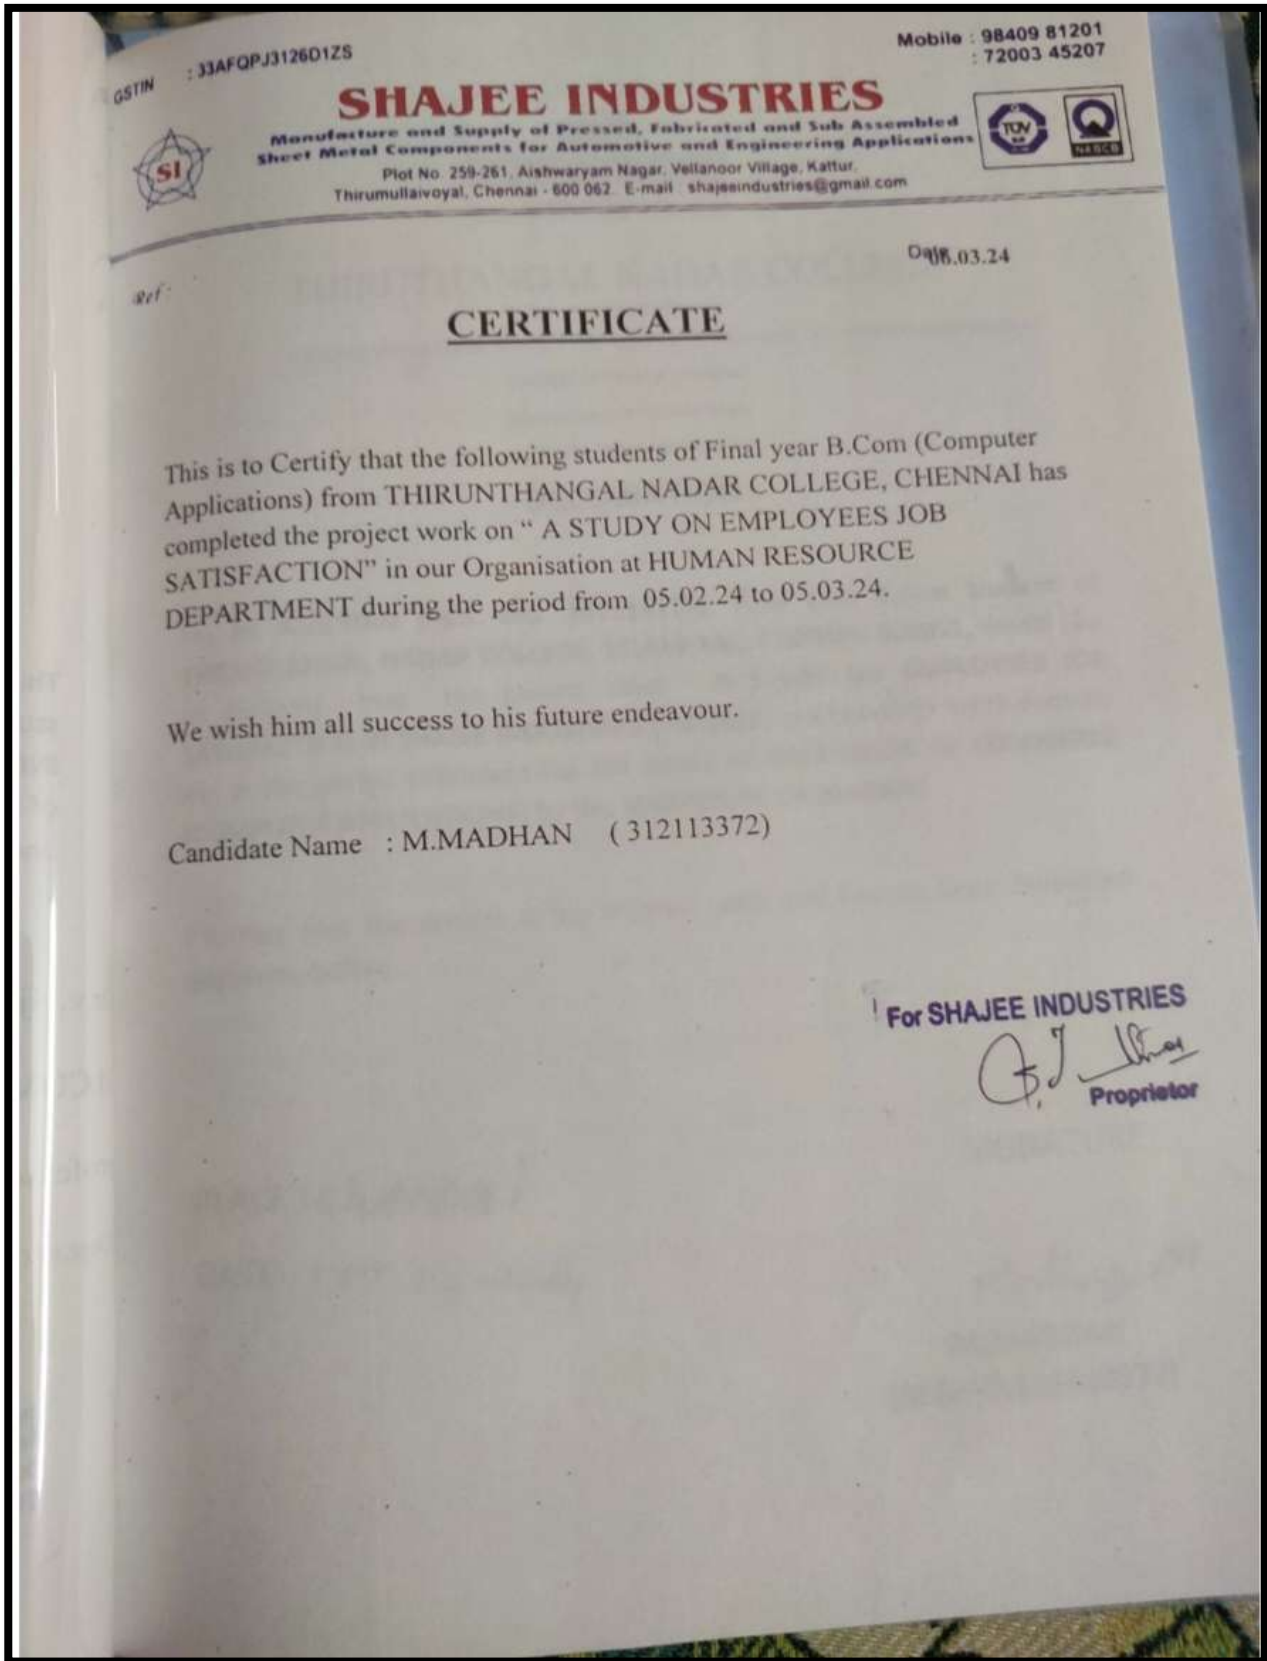 GSTIN : 33AFQPJ3126D1ZS
Mobile : 98409 81201
: 72003 45207
SHAJEE INDUSTRIES
Manufacture and Supply of Pressed, Fabricated and Sub Assembled
Sheet Metal Components for Automotive and Engineering Applications
Plot No. 259-261, Aishwaryam Nagar, Vellanoor Village, Kattur,
Thirumullaivoyal, Chennai - 600 062. E-mail : shajeeindustries@gmail.com
SI
TUV
NABCB
Date
.03.24
Ref :
CERTIFICATE
This is to Certify that the following students of Final year B.Com (Computer
Applications) from THIRUNTHANGAL NADAR COLLEGE, CHENNAI has
completed the project work on “ A STUDY ON EMPLOYEES JOB
SATISFACTION” in our Organisation at HUMAN RESOURCE
DEPARTMENT during the period from 05.02.24 to 05.03.24.
We wish him all success to his future endeavour.
Candidate Name : M.MADHAN ( 312113372)
For SHAJEE INDUSTRIES
Proprietor